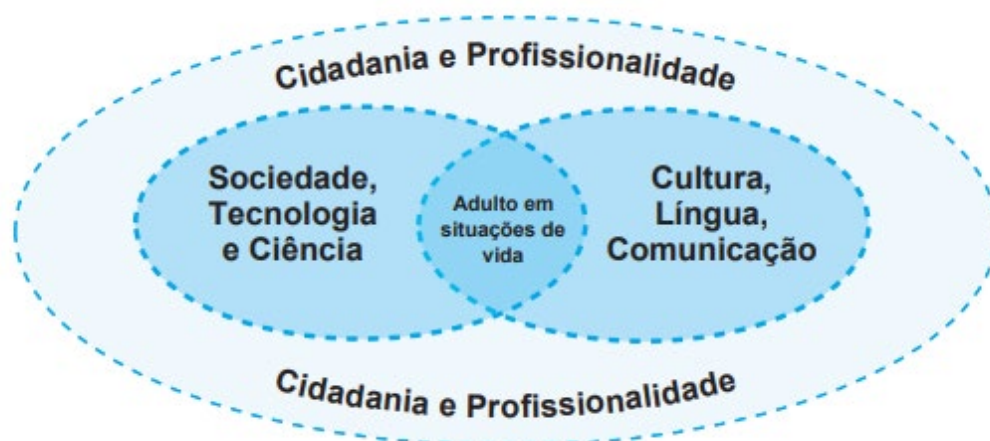 Cidadania e Profissionalidade
Sociedade,
Tecnologia
e Ciência
Adulto em
situações de
vida
Cultura,
Língua,
Comunicação
Cidadania e Profissionalidade